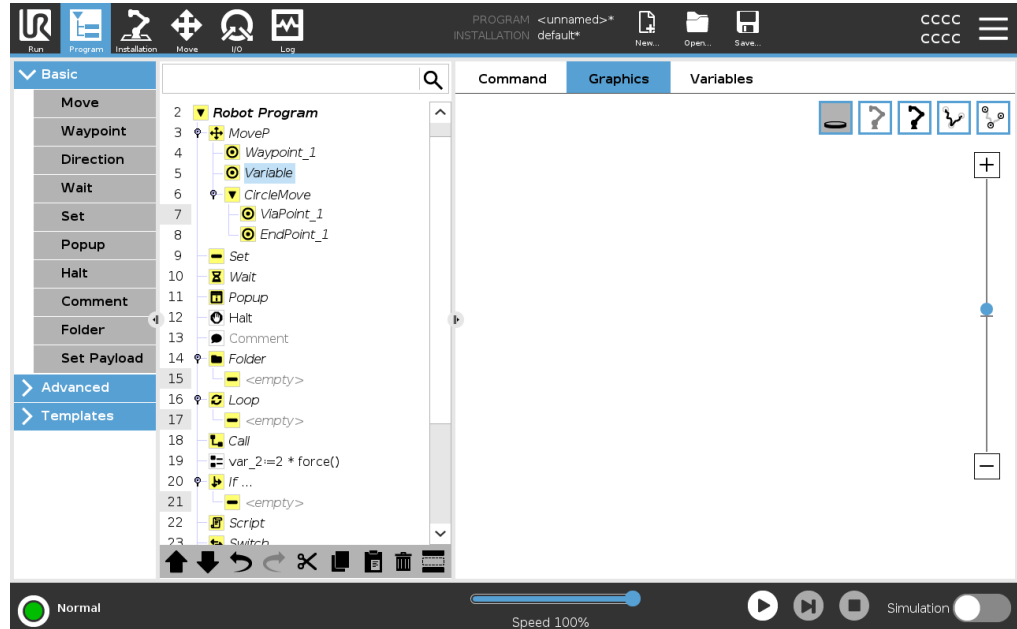 PROGRAM <unnamed>*
INSTALLATION default*
CCCC
CCCC
Run
Program
Installation
Move
I/O
Log
New...
Open...
Save...
Basic
Move
Waypoint
Direction
Wait
Set
Popup
Halt
Comment
Folder
Set Payload
Advanced
Templates
2 Robot Program
3 MoveP
4 Waypoint_1
5 Variable
6 CircleMove
7 ViaPoint_1
8 EndPoint_1
9 Set
10 Wait
11 Popup
12 Halt
13 Comment
14 Folder
15 <empty>
16 Loop
17 <empty>
18 Call
19 var_2:=2 * force()
20 If ...
21 <empty>
22 Script
23 Switch
Command
Graphics
Variables
Normal
Speed 100%
Simulation